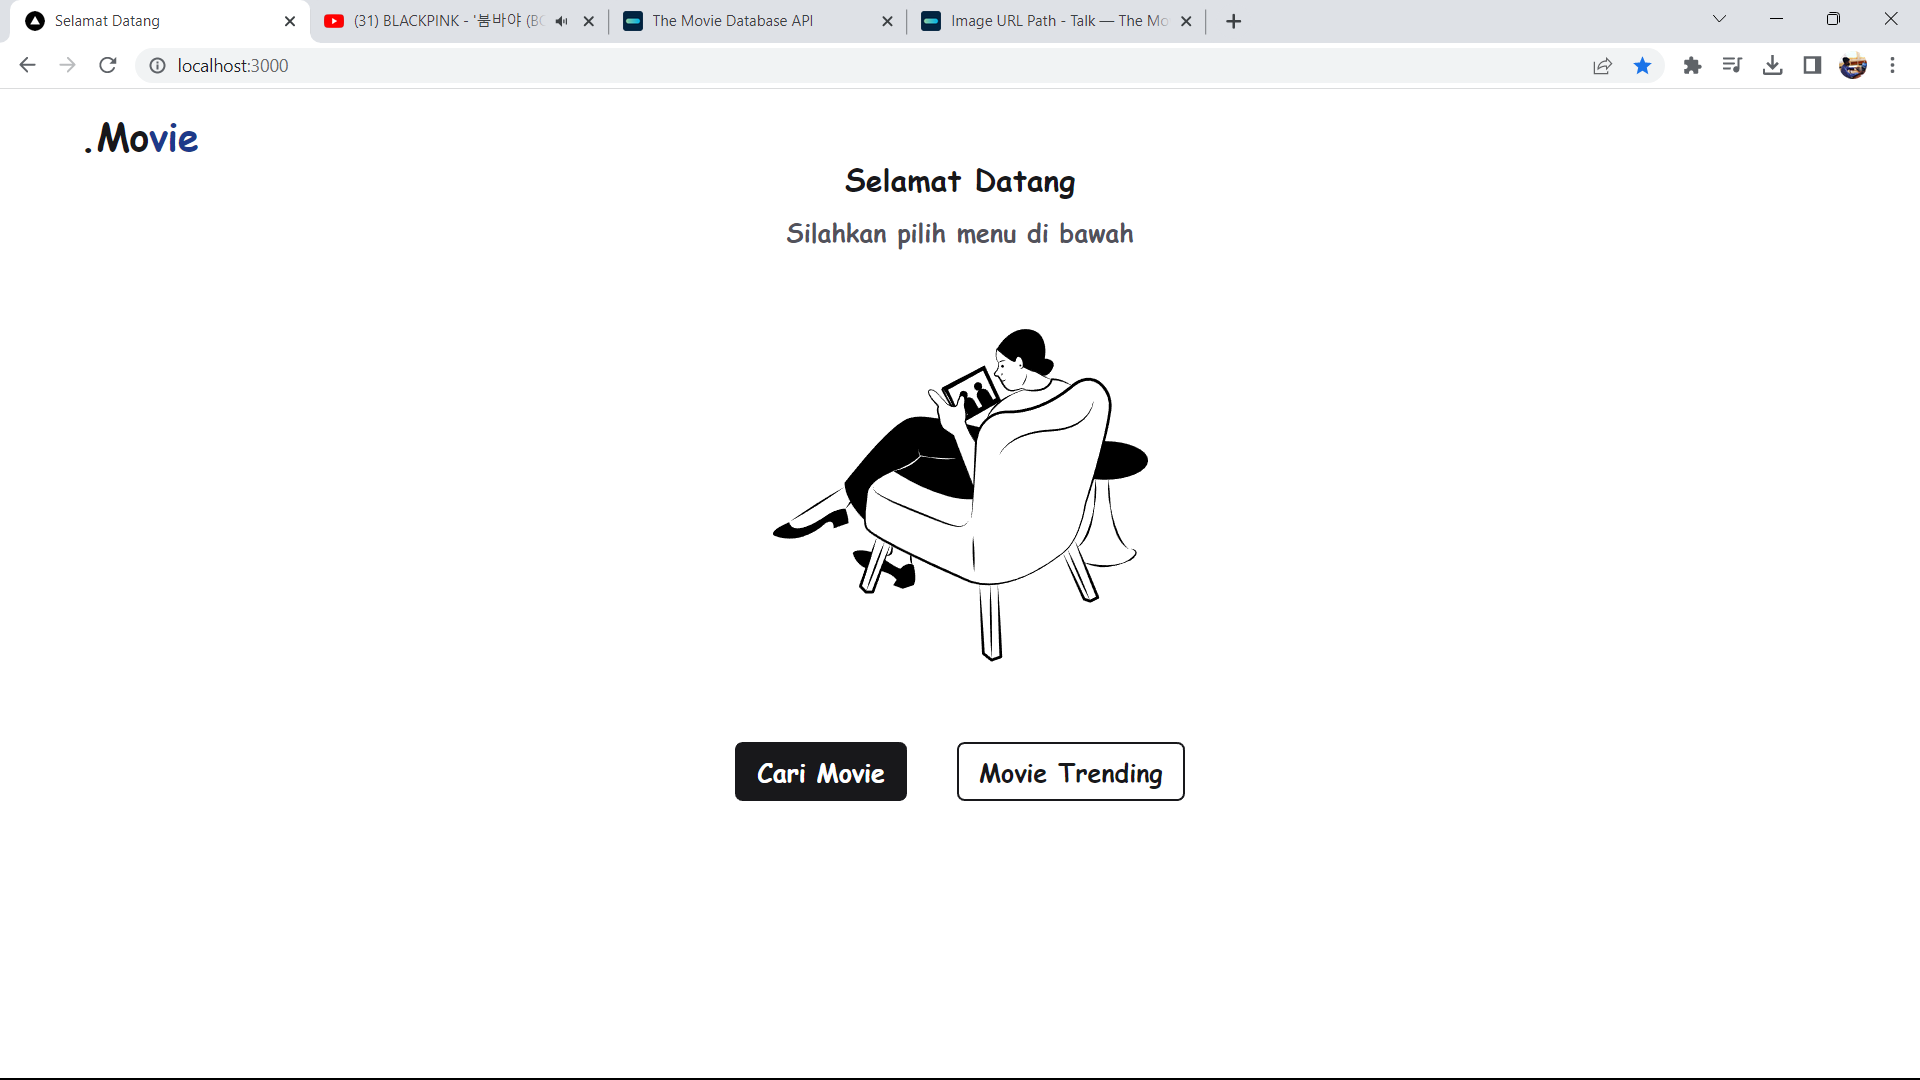 Selamat Datang
(31) BLACKPINK - '붐바야 (BO
The Movie Database API
Image URL Path - Talk — The Mo
localhost:3000
.Movie
Selamat Datang
Silahkan pilih menu di bawah
Cari Movie
Movie Trending